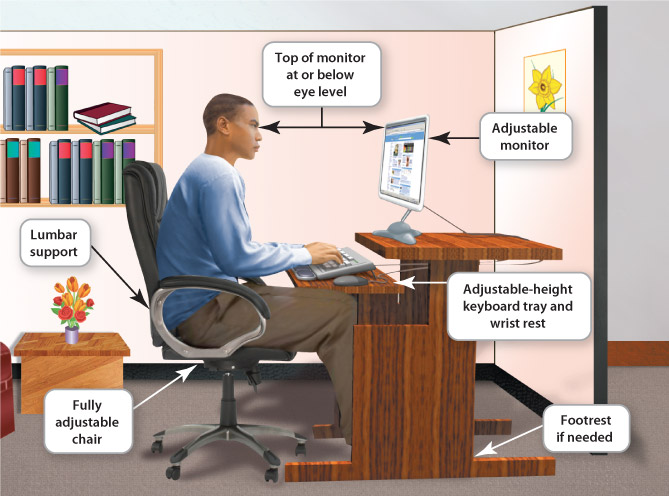 Top of monitor
at or below
eye level
Adjustable
monitor
Lumbar
support
Adjustable-height
keyboard tray and
wrist rest
Fully
adjustable
chair
Footrest
if needed